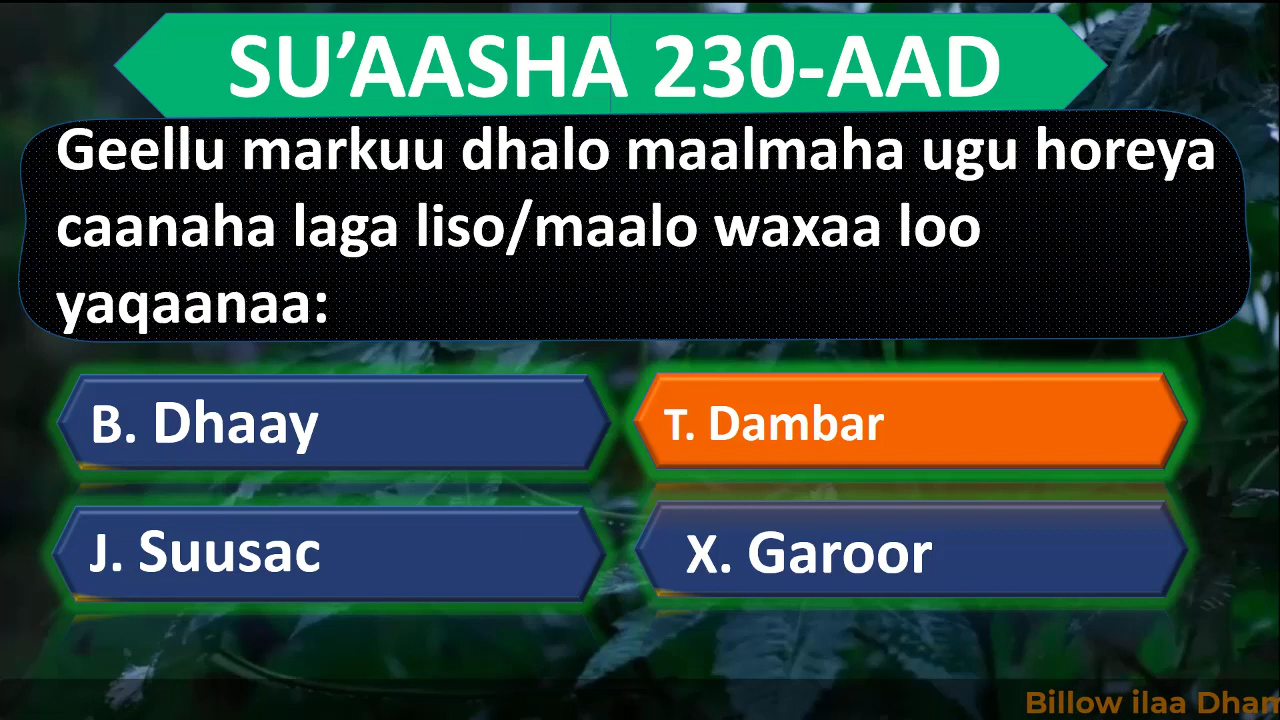 SU’AASHA 230-AAD
Geellu markuu dhalo maalmaha ugu horeya
caanaha laga liso/maalo waxaa loo
yaqaanaa:
B. Dhaay
T. Dambar
J. Suusac
X. Garoor
Billow ilaa Dhan